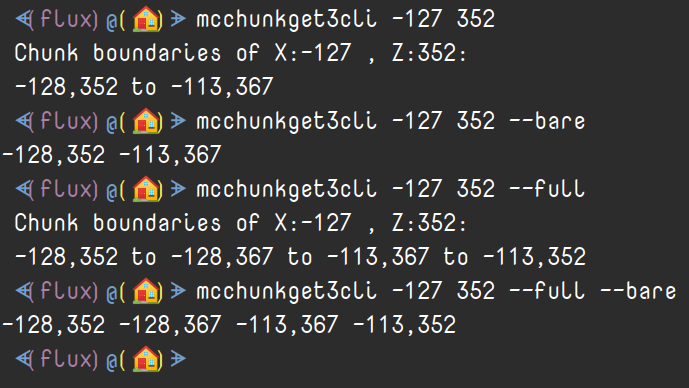 ⋞(flux)@(🏠)⋟ mcchunkget3cli -127 352
Chunk boundaries of X:-127 , Z:352:
-128,352 to -113,367
⋞(flux)@(🏠)⋟ mcchunkget3cli -127 352 --bare
-128,352 -113,367
⋞(flux)@(🏠)⋟ mcchunkget3cli -127 352 --full
Chunk boundaries of X:-127 , Z:352:
-128,352 to -128,367 to -113,367 to -113,352
⋞(flux)@(🏠)⋟ mcchunkget3cli -127 352 --full --bare
-128,352 -128,367 -113,367 -113,352
⋞(flux)@(🏠)⋟